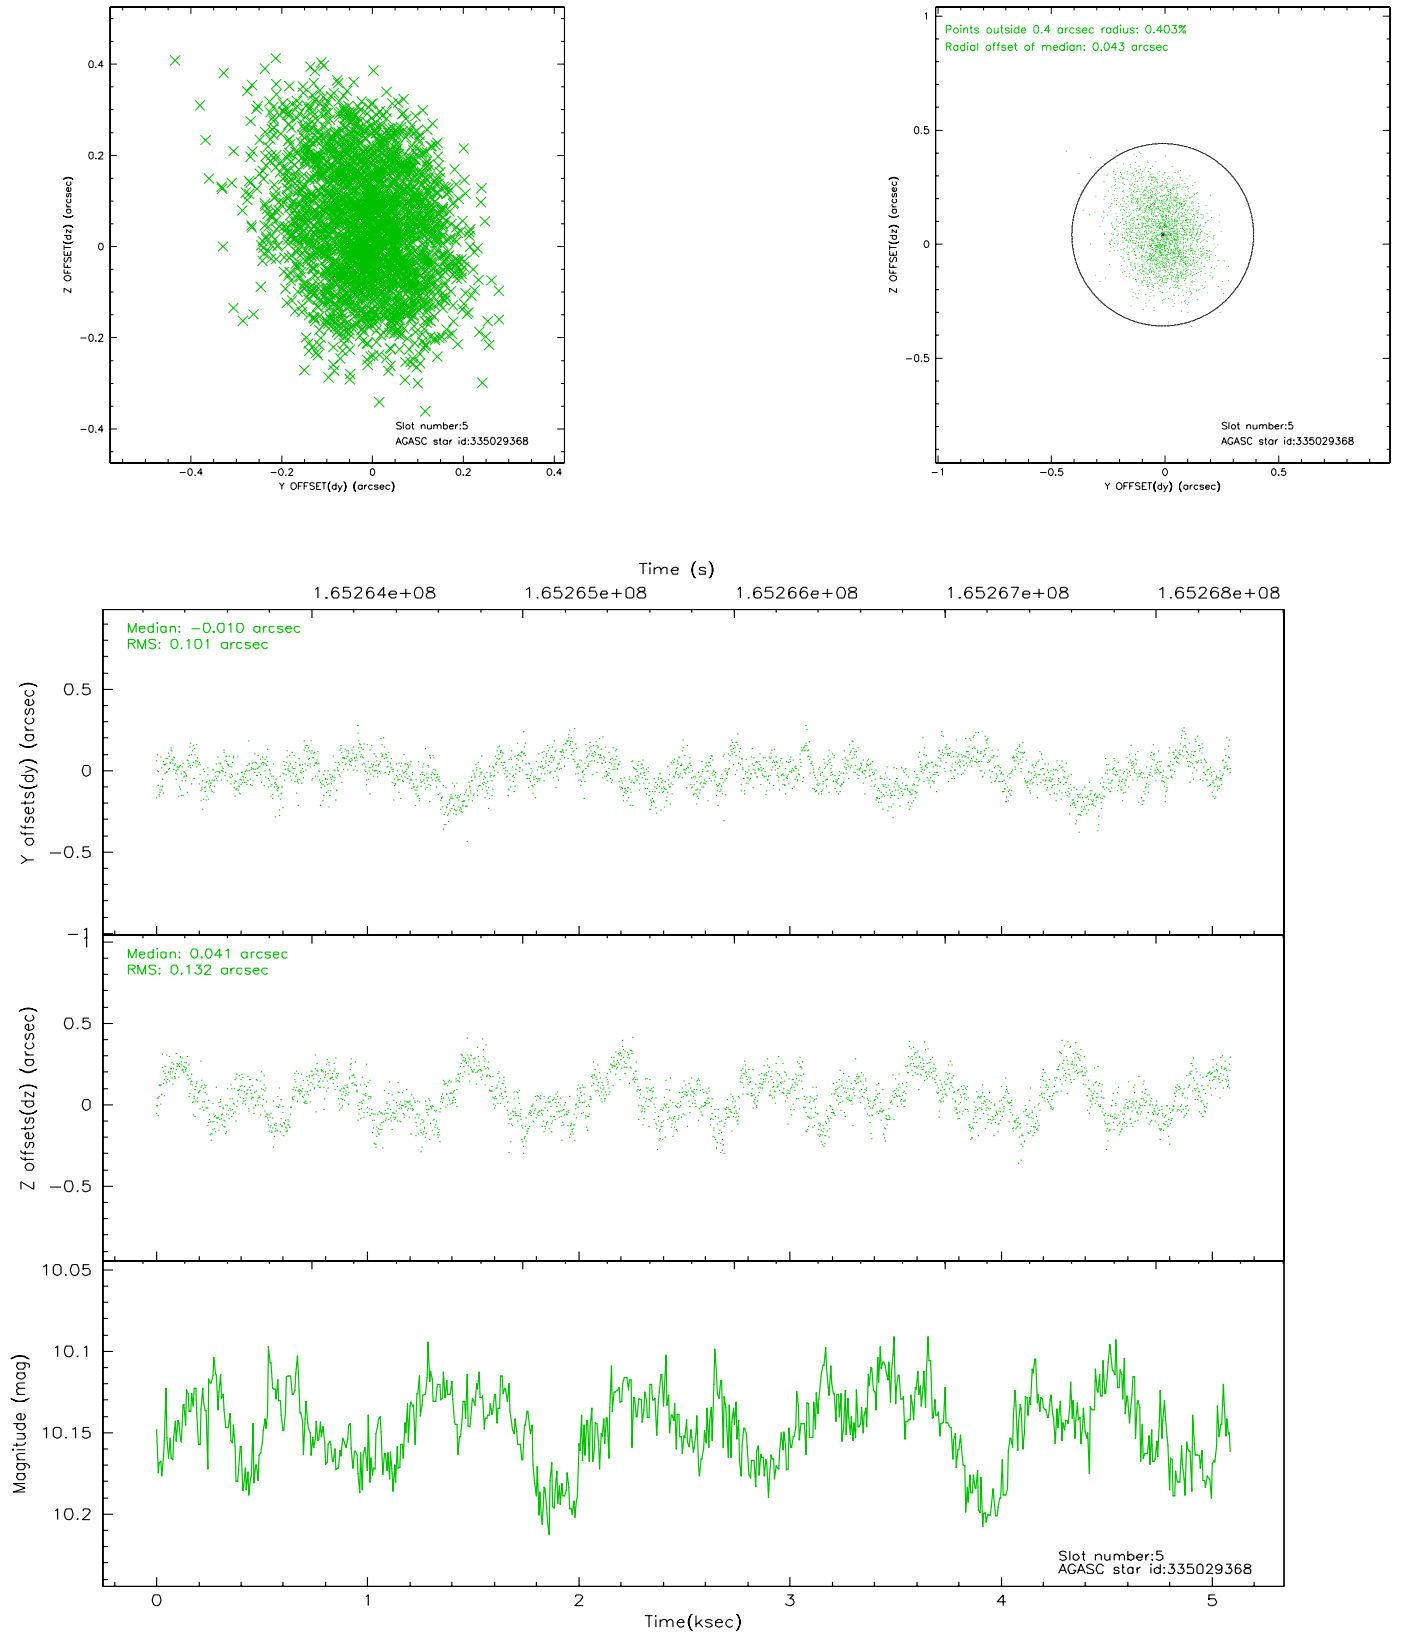 0.4
0.2
0
−0.2
−0.4
Z OFFSET(dz) (arcsec)
−0.4
−0.2
0
0.2
0.4
Y OFFSET(dy) (arcsec)
Slot number:5
AGASC star id:335029368
Points outside 0.4 arcsec radius: 0.403%
Radial offset of median: 0.043 arcsec
1
0.5
0
−0.5
Z OFFSET(dz) (arcsec)
−1
−0.5
0
0.5
Y OFFSET(dy) (arcsec)
Slot number:5
AGASC star id:335029368
Time (s)
1.65264e+08
1.65265e+08
1.65266e+08
1.65267e+08
1.65268e+08
Median: −0.010 arcsec
RMS: 0.101 arcsec
0.5
0
−0.5
−1
Y offsets(dy) (arcsec)
Median: 0.041 arcsec
RMS: 0.132 arcsec
1
0.5
0
−0.5
Z offsets(dz) (arcsec)
10.05
10.1
10.15
10.2
Magnitude (mag)
Slot number:5
AGASC star id:335029368
0
1
2
3
4
5
Time(ksec)